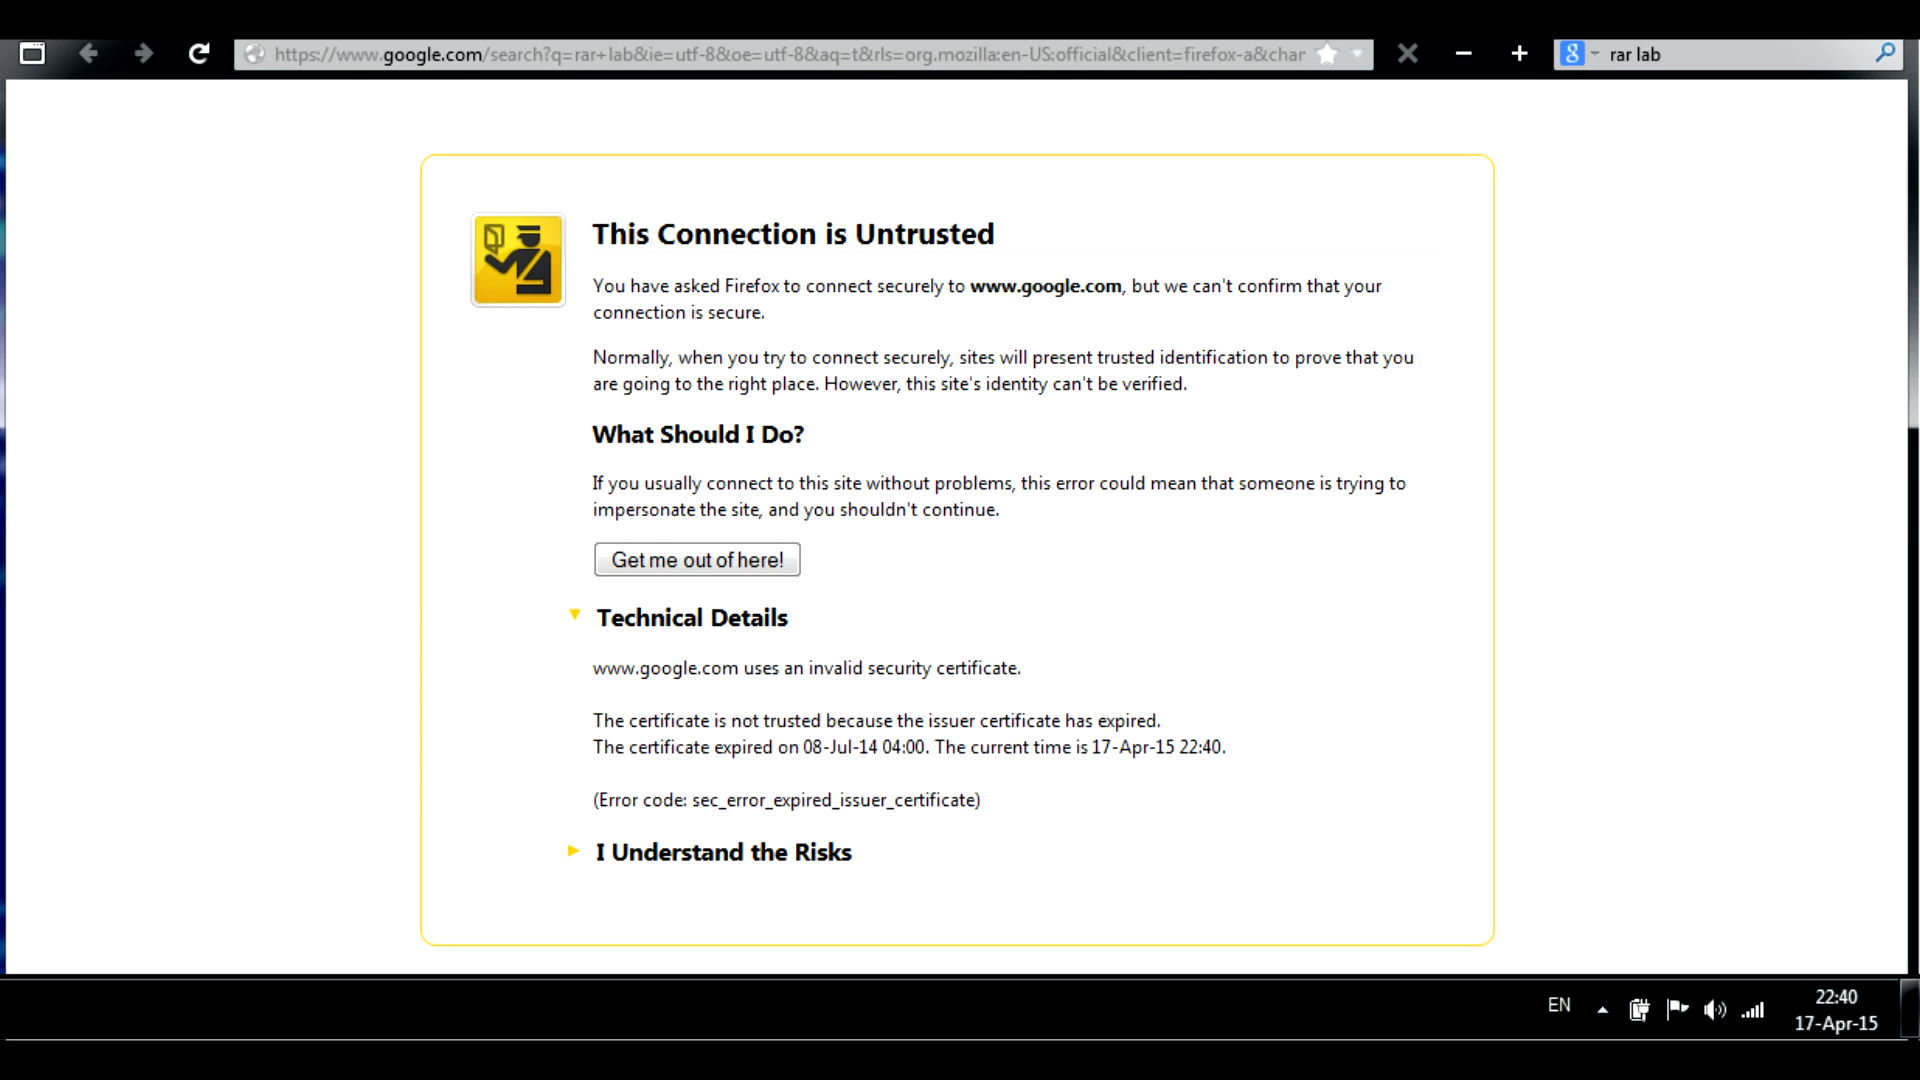 https://www.google.com/search?q=rar+lab&ie=utf-8&oe=utf-8&aq=t&rls=org.mozilla:en-US:official&client=firefox-a&char
8 rar lab
This Connection is Untrusted
You have asked Firefox to connect securely to www.google.com, but we can't confirm that your
connection is secure.
Normally, when you try to connect securely, sites will present trusted identification to prove that you
are going to the right place. However, this site's identity can't be verified.
What Should I Do?
If you usually connect to this site without problems, this error could mean that someone is trying to
impersonate the site, and you shouldn't continue.
Get me out of here!
Technical Details
www.google.com uses an invalid security certificate.
The certificate is not trusted because the issuer certificate has expired.
The certificate expired on 08-Jul-14 04:00. The current time is 17-Apr-15 22:40.
(Error code: sec_error_expired_issuer_certificate)
I Understand the Risks
EN
22:40
17-Apr-15